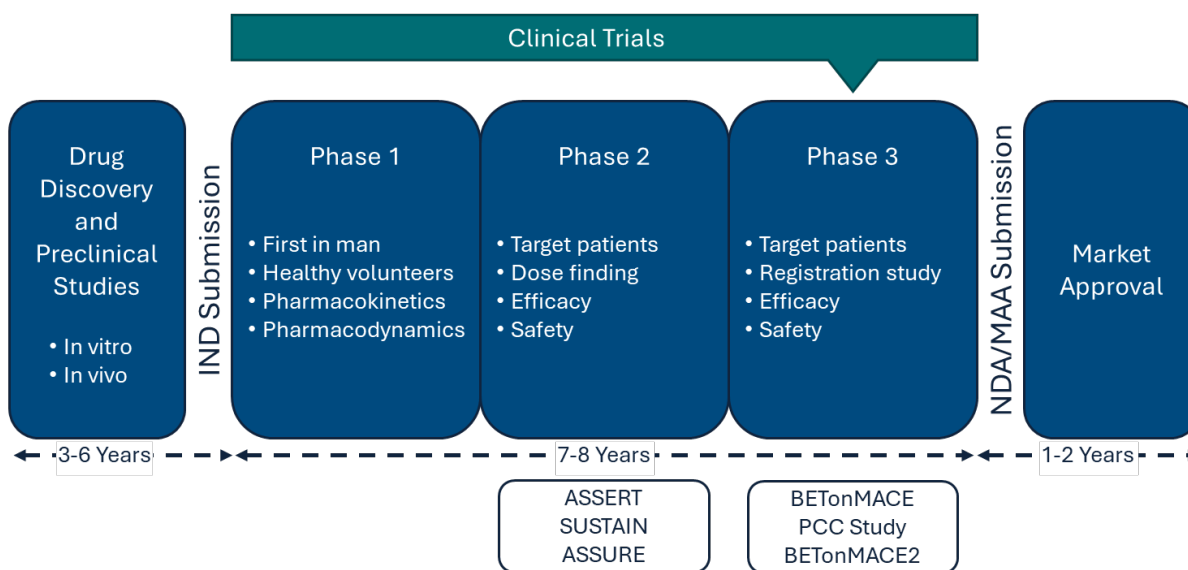 Clinical Trials
Drug
Discovery
and
Preclinical
Studies
• In vitro
• In vivo
IND Submission
Phase 1
• First in man
• Healthy volunteers
• Pharmacokinetics
• Pharmacodynamics
Phase 2
• Target patients
• Dose finding
• Efficacy
• Safety
Phase 3
• Target patients
• Registration study
• Efficacy
• Safety
NDA/MAA Submission
Market
Approval
3-6 Years
7-8 Years
1-2 Years
ASSERT
SUSTAIN
ASSURE
BETonMACE
PCC Study
BETonMACE2